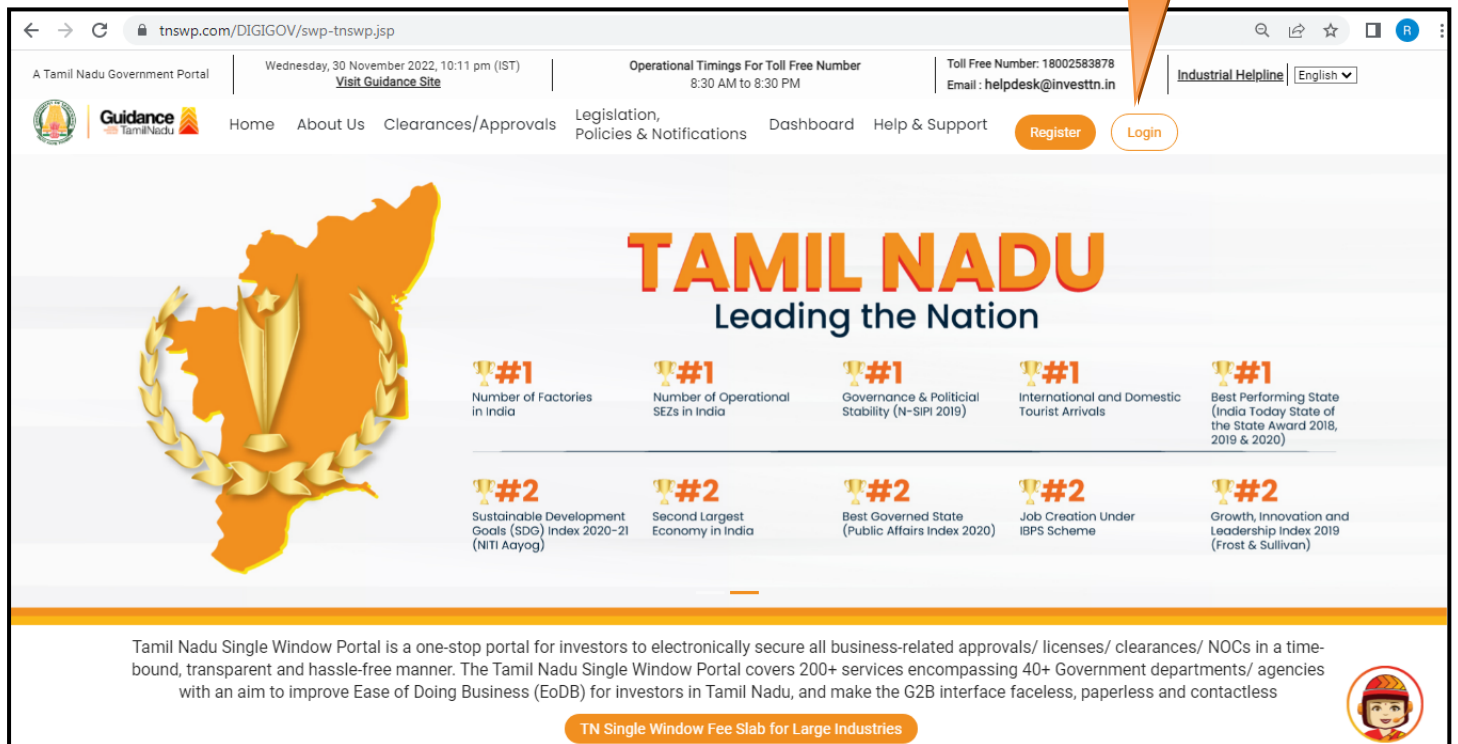 tnswp.com/DIGIGOV/swp-tnswp.jsp
R
A Tamil Nadu Government Portal
Wednesday, 30 November 2022, 10:11 pm (IST)
Visit Guidance Site
Operational Timings For Toll Free Number
8:30 AM to 8:30 PM
Toll Free Number: 18002583878
Email : helpdesk@investtn.in
Industrial Helpline
English
Guidance
TamilNadu
Home
About Us
Clearances/Approvals
Legislation,
Policies & Notifications
Dashboard
Help & Support
Register
Login
TAMIL NADU
Leading the Nation
#1
Number of Factories
in India
#1
Number of Operational
SEZs in India
#1
Governance & Politicial
Stability (N-SIPI 2019)
#1
International and Domestic
Tourist Arrivals
#1
Best Performing State
(India Today State of
the State Award 2018,
2019 & 2020)
#2
Sustainable Development
Goals (SDG) Index 2020-21
(NITI Aayog)
#2
Second Largest
Economy in India
#2
Best Governed State
(Public Affairs Index 2020)
#2
Job Creation Under
IBPS Scheme
#2
Growth, Innovation and
Leadership Index 2019
(Frost & Sullivan)
Tamil Nadu Single Window Portal is a one-stop portal for investors to electronically secure all business-related approvals/ licenses/ clearances/ NOCs in a time-
bound, transparent and hassle-free manner. The Tamil Nadu Single Window Portal covers 200+ services encompassing 40+ Government departments/ agencies
with an aim to improve Ease of Doing Business (EoDB) for investors in Tamil Nadu, and make the G2B interface faceless, paperless and contactless
TN Single Window Fee Slab for Large Industries